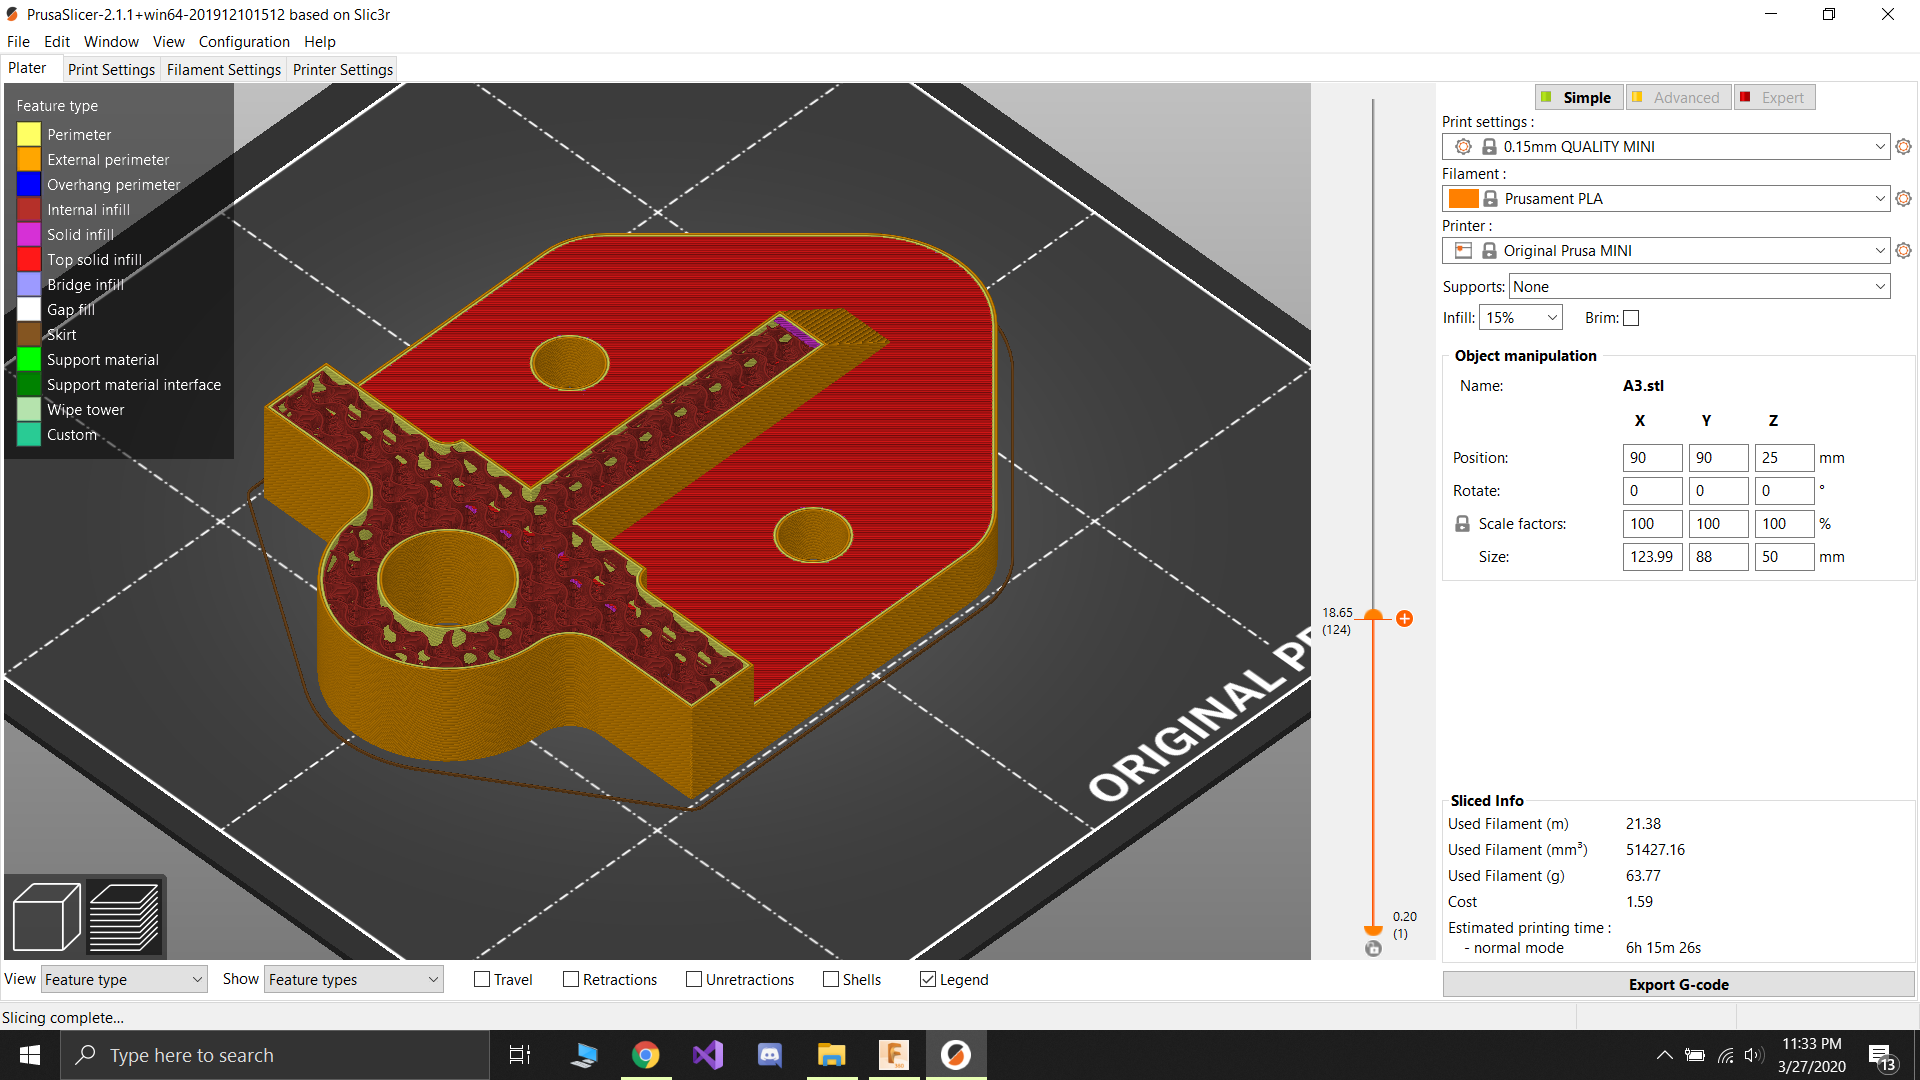 PrusaSlicer-2.1.1+win64-201912101512 based on Slic3r
File Edit Window View Configuration Help
Plater Print Settings Filament Settings Printer Settings
Feature type
Perimeter
External perimeter
Overhang perimeter
Internal infill
Solid infill
Top solid infill
Bridge infill
Gap fill
Skirt
Support material
Support material interface
Wipe tower
Custom
ORIGINAL P
18.65
(124)
0.20
(1)
Simple Advanced Expert
Print settings :
0.15mm QUALITY MINI
Filament :
Prusament PLA
Printer :
Original Prusa MINI
Supports: None
Infill: 15% Brim:
Object manipulation
Name: A3.stl
X Y Z
Position: 90 90 25 mm
Rotate: 0 0 0 °
Scale factors: 100 100 100 %
Size: 123.99 88 50 mm
Sliced Info
Used Filament (m) 21.38
Used Filament (mm³) 51427.16
Used Filament (g) 63.77
Cost 1.59
Estimated printing time :
- normal mode 6h 15m 26s
Export G-code
View Feature type Show Feature types Travel Retractions Unretractions Shells Legend
Slicing complete...
Type here to search
11:33 PM
3/27/2020
13